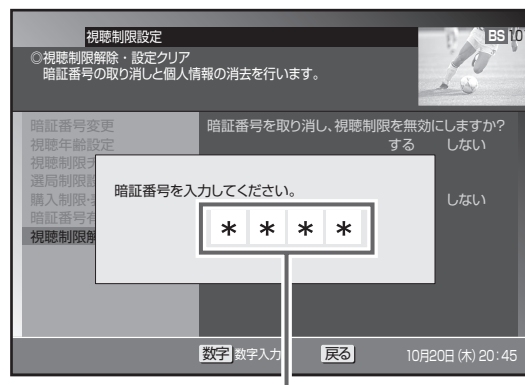 視聴制限設定
BS 10
◎視聴制限解除・設定クリア
暗証番号の取り消しと個人情報の消去を行います。
暗証番号変更
暗証番号を取り消し、視聴制限を無効にしますか?
視聴年齢設定
する しない
視聴制限
選局制限設
購入制限・
しない
暗証番号有
視聴制限解
暗証番号を入力してください。
* * * *
数字 数字入力 戻る 10月20日(木)20:45